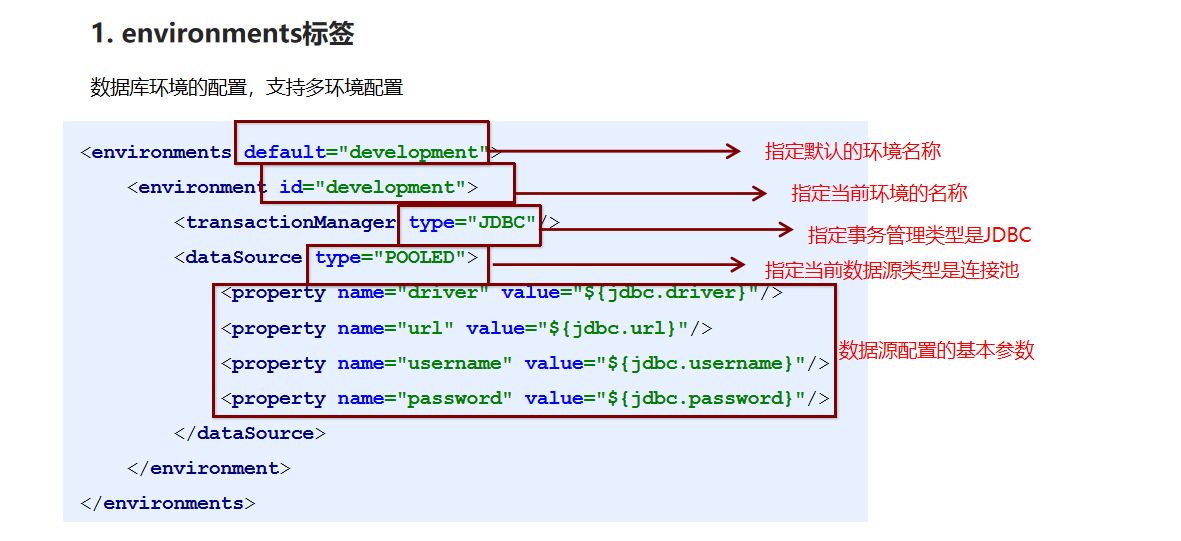 1. environments标签
数据库环境的配置，支持多环境配置
<environments default="development">
指定默认的环境名称
<environment id="development">
指定当前环境的名称
<transactionManager type="JDBC"/>
指定事务管理类型是JDBC
<dataSource type="POOLED">
指定当前数据源类型是连接池
<property name="driver" value="${jdbc.driver}"/>
<property name="url" value="${jdbc.url}"/>
数据源配置的基本参数
<property name="username" value="${jdbc.username}"/>
<property name="password" value="${jdbc.password}"/>
</dataSource>
</environment>
</environments>